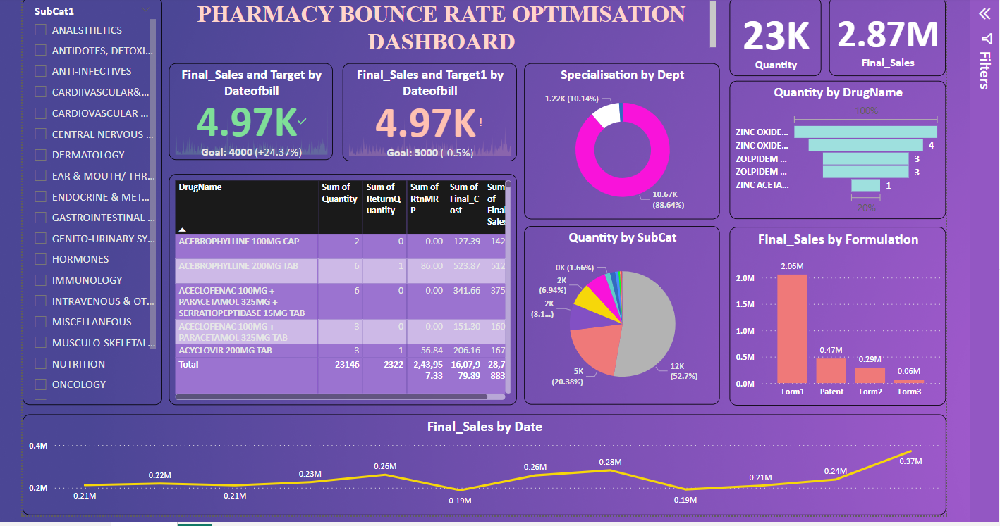 SubCat1
ANAESTHETICS
ANTIDOTES, DETOXI...
ANTI-INFECTIVES
CARDIIVASCULAR&...
CARDIOVASCULAR ...
CENTRAL NERVOUS ...
DERMATOLOGY
EAR & MOUTH/ THR...
ENDOCRINE & MET...
GASTROINTESTINAL ...
GENITO-URINARY SY...
HORMONES
IMMUNOLOGY
INTRAVENOUS & OT...
MISCELLANEOUS
MUSCULO-SKELETAL...
NUTRITION
ONCOLOGY
PHARMACY BOUNCE RATE OPTIMISATION
DASHBOARD
23K
Quantity
2.87M
Final_Sales
Filters
Final_Sales and Target by
Dateofbill
4.97K
Goal: 4000 (+24.37%)
Final_Sales and Target1 by
Dateofbill
4.97K!
Goal: 5000 (-0.5%)
Specialisation by Dept
1.22K (10.14%)
10.67K
(88.64%)
Quantity by DrugName
100%
ZINC OXIDE...
ZINC OXIDE... 4
ZOLPIDEM ... 3
ZOLPIDEM ... 3
ZINC ACETA... 1
20%
DrugName Sum of Sum of Sum of Sum of Sum
Quantity ReturnQ RtnMR Final_C of
uantity P ost Final
Sales
ACEBROPHYLLINE 100MG CAP 2 0 0.00 127.39 142
ACEBROPHYLLINE 200MG TAB 6 1 86.00 523.87 512
ACECLOFENAC 100MG + 6 0 0.00 341.66 375
PARACETAMOL 325MG +
SERRATIOPEPTIDASE 15MG TAB
ACECLOFENAC 100MG + 3 0 0.00 151.30 160
PARACETAMOL 325MG TAB
ACYCLOVIR 200MG TAB 3 1 56.84 206.16 167
Total 23146 2322 2,43,95 16,07,9 28,7
7.33 79.89 883
Quantity by SubCat
0K (1.66%)
2K
(6.94%)
2K
(8.1...)
5K
(20.38%)
12K
(52.7%)
Final_Sales by Formulation
2.06M
2.0M
1.5M
1.0M
0.47M
0.5M
0.29M
0.06M
0.0M
Form1 Patent Form2 Form3
Final_Sales by Date
0.4M
0.2M
0.21M 0.22M 0.21M 0.23M 0.26M 0.19M 0.26M 0.28M 0.19M 0.21M 0.24M 0.37M